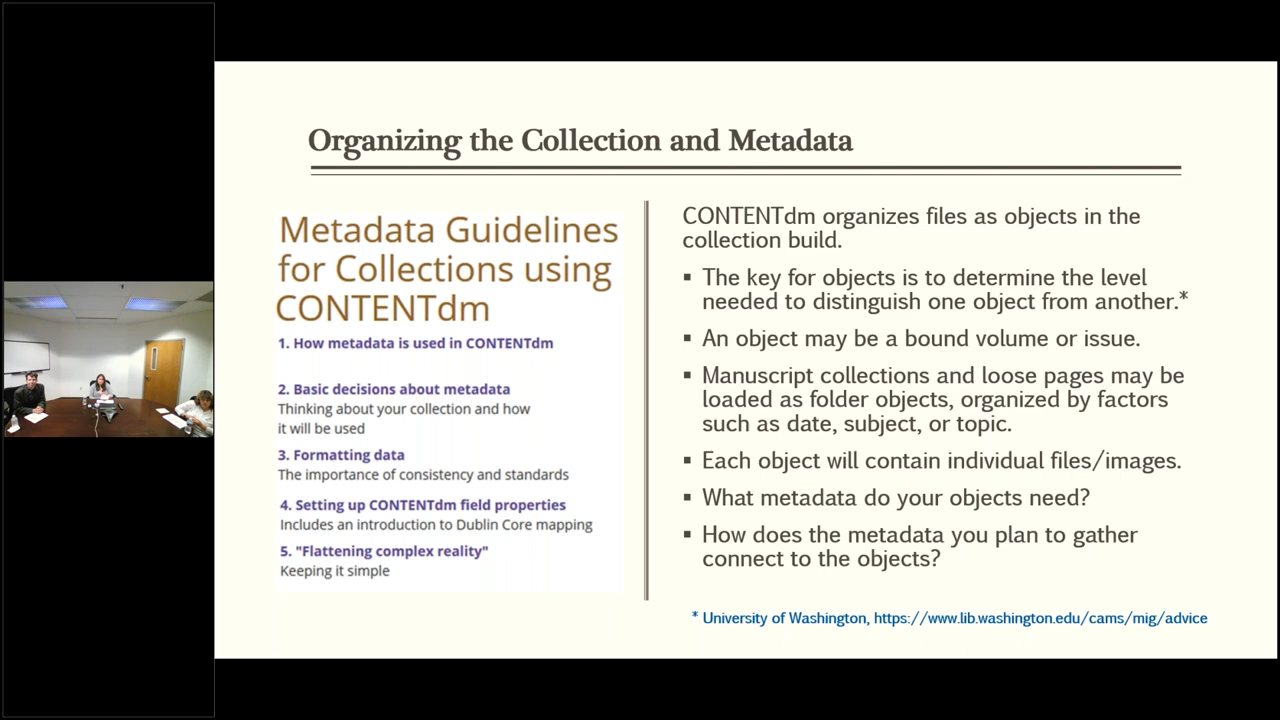 Organizing the Collection and Metadata
Metadata Guidelines
for Collections using
CONTENTdm
1. How metadata is used in CONTENTdm
2. Basic decisions about metadata
Thinking about your collection and how
it will be used
3. Formatting data
The importance of consistency and standards
4. Setting up CONTENTdm field properties
Includes an introduction to Dublin Core mapping
5. "Flattening complex reality"
Keeping it simple
CONTENTdm organizes files as objects in the
collection build.
▪ The key for objects is to determine the level
needed to distinguish one object from another.*
▪ An object may be a bound volume or issue.
▪ Manuscript collections and loose pages may be
loaded as folder objects, organized by factors
such as date, subject, or topic.
▪ Each object will contain individual files/images.
▪ What metadata do your objects need?
▪ How does the metadata you plan to gather
connect to the objects?
* University of Washington, https://www.lib.washington.edu/cams/mig/advice